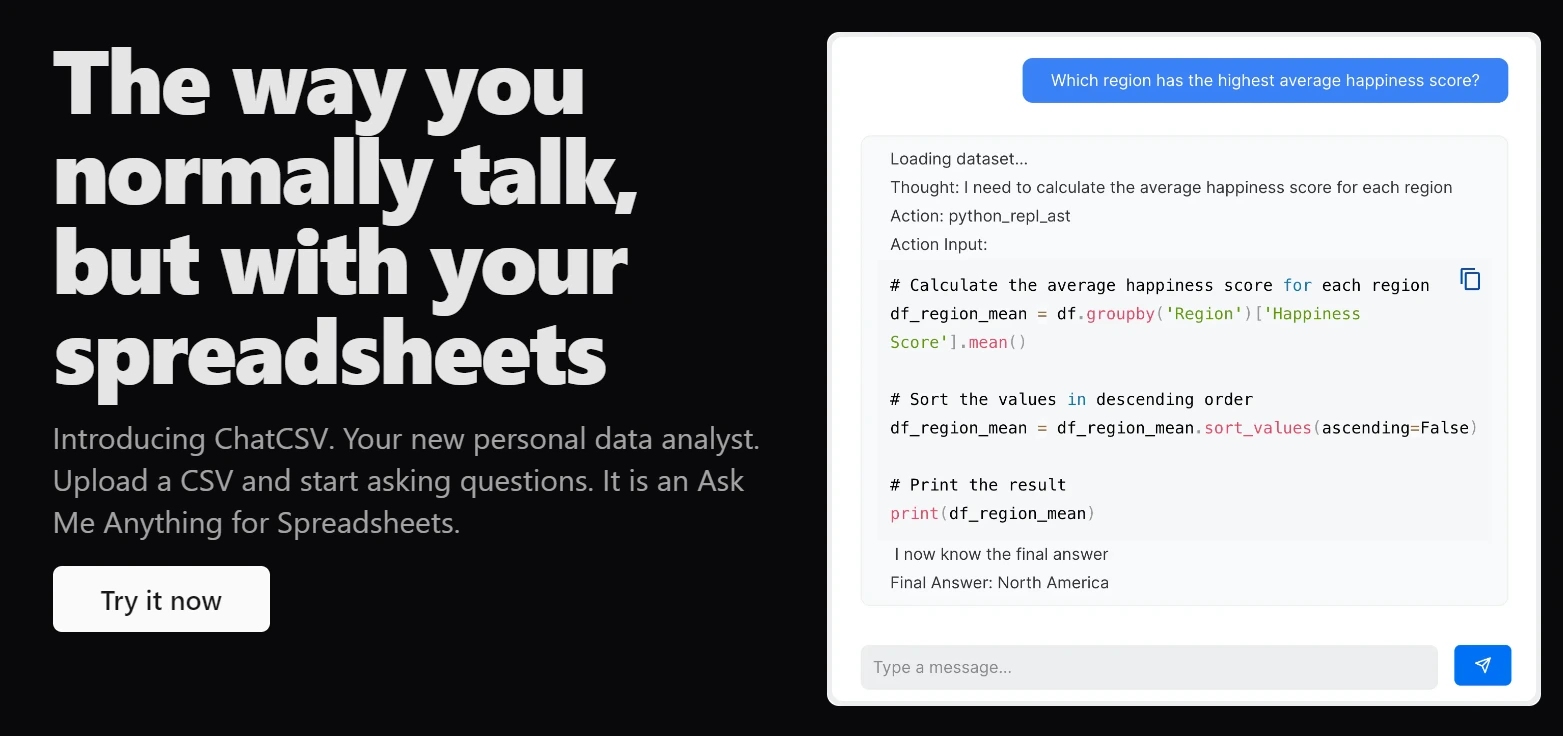 The way you
normally talk,
but with your
spreadsheets
Introducing ChatCSV. Your new personal data analyst.
Upload a CSV and start asking questions. It is an Ask
Me Anything for Spreadsheets.
Try it now
Which region has the highest average happiness score?
Loading dataset...
Thought: I need to calculate the average happiness score for each region
Action: python_repl_ast
Action Input:
# Calculate the average happiness score for each region
df_region_mean = df.groupby('Region')['Happiness
Score'].mean()
# Sort the values in descending order
df_region_mean = df_region_mean.sort_values(ascending=False)
# Print the result
print(df_region_mean)
I now know the final answer
Final Answer: North America
Type a message...